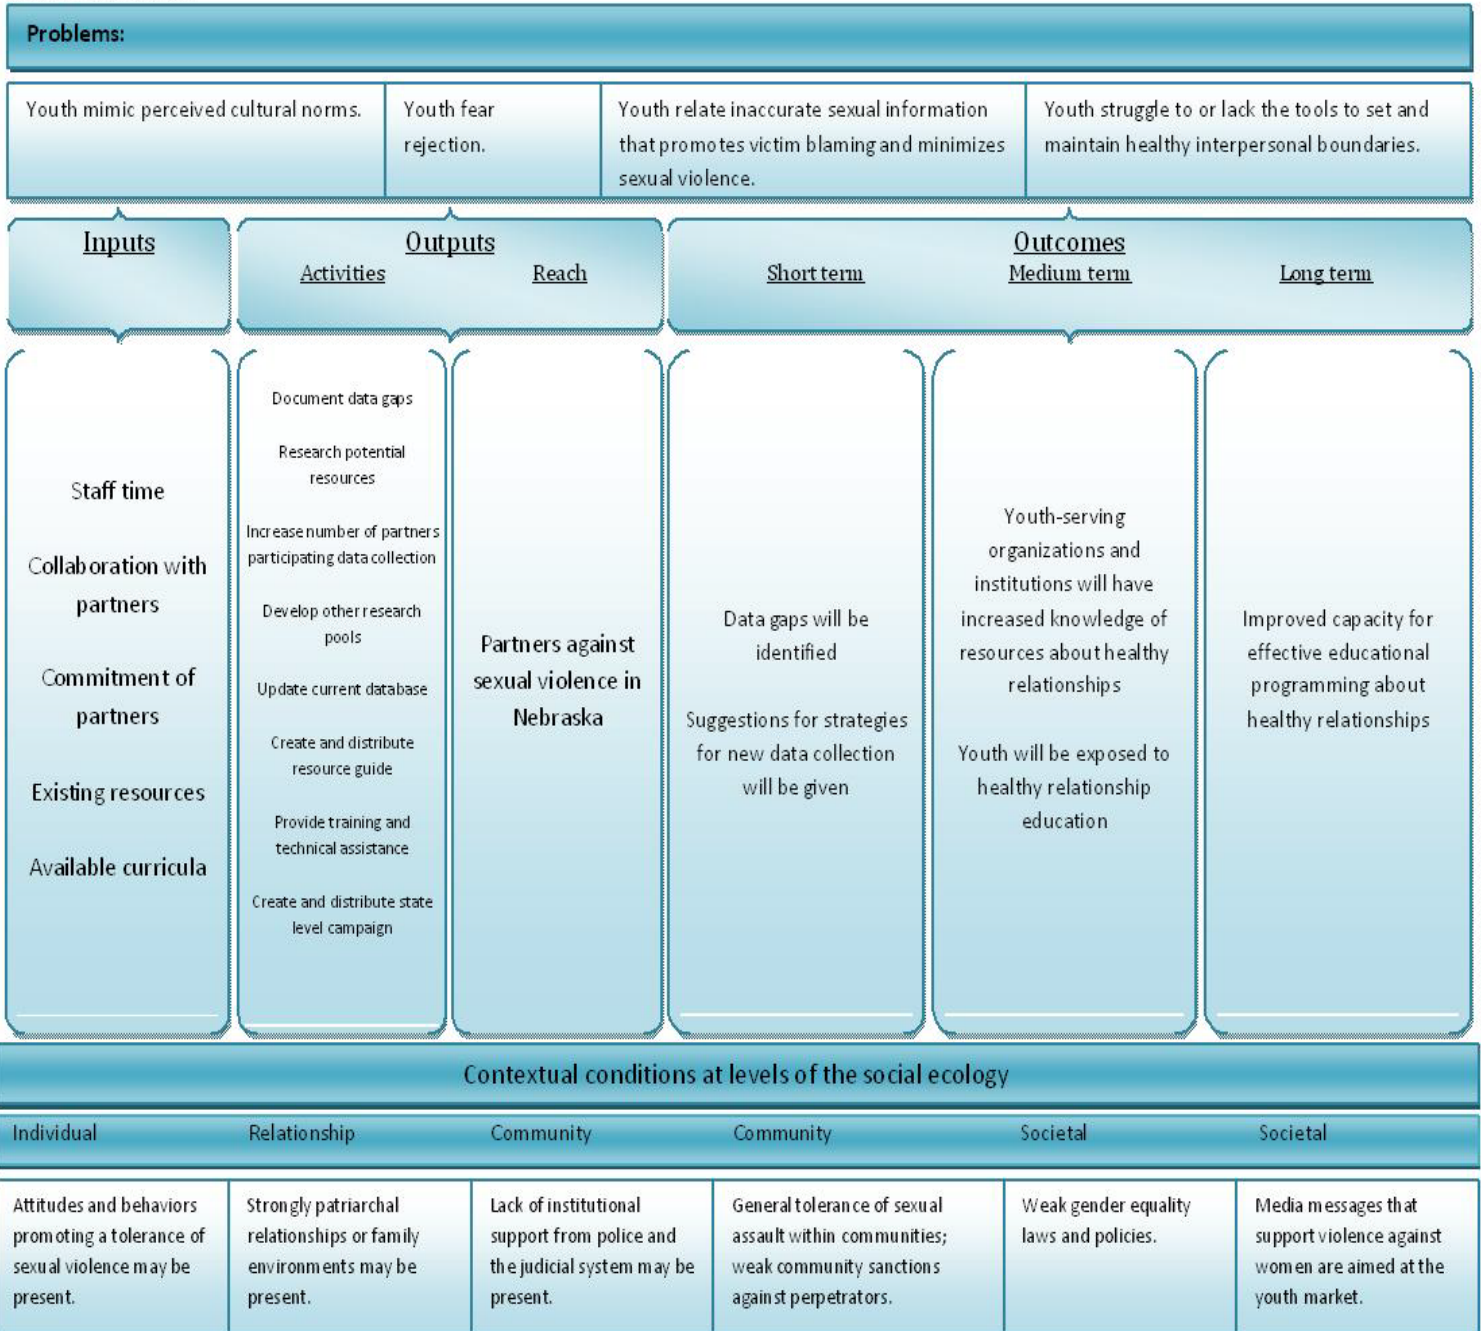 Problems:
Youth mimic perceived cultural norms.
Youth fear
rejection.
Youth relate inaccurate sexual information
that promotes victim blaming and minimizes
sexual violence.
Youth struggle to or lack the tools to set and
maintain healthy interpersonal boundaries.
Inputs
Outputs
Activities
Reach
Outcomes
Short term
Medium term
Long term
Staff time
Collaboration with
partners
Commitment of
partners
Existing resources
Available curricula
Document data gaps
Research potential
resources
Increase number of partners
participating data collection
Develop other research
pools
Update current database
Create and distribute
resource guide
Provide training and
technical assistance
Create and distribute state
level campaign
Partners against
sexual violence in
Nebraska
Data gaps will be
identified
Suggestions for strategies
for new data collection
will be given
Youth-serving
organizations and
institutions will have
increased knowledge of
resources about healthy
relationships
Youth will be exposed to
healthy relationship
education
Improved capacity for
effective educational
programming about
healthy relationships
Contextual conditions at levels of the social ecology
Individual
Relationship
Community
Community
Societal
Societal
Attitudes and behaviors
promoting a tolerance of
sexual violence may be
present.
Strongly patriarchal
relationships or family
environments may be
present.
Lack of institutional
support from police and
the judicial system may be
present.
General tolerance of sexual
assault within communities;
weak community sanctions
against perpetrators.
Weak gender equality
laws and policies.
Media messages that
support violence against
women are aimed at the
youth market.